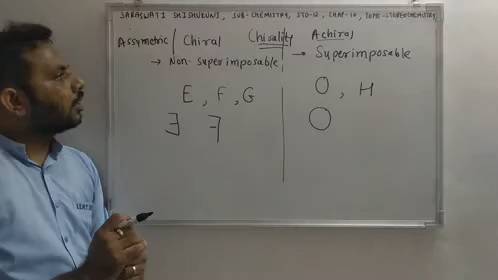 SARASWATI SHISHUKUNJ, SUB-CHEMISTRY, STD-12, CHAP-10, TOPIC-STEREOCHEMISTRY
Assymetric / Chiral
Chirality
Achiral
→ Non-superimposable
→ Superimposable
E, F, G
O, H
Ǝ
O